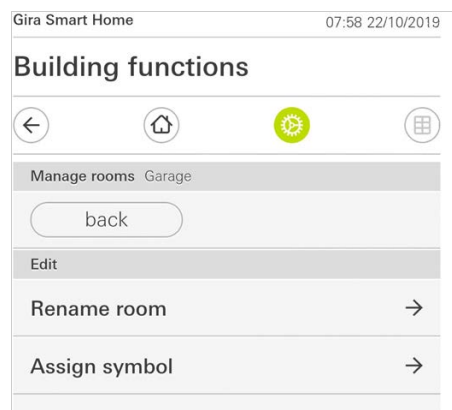 Gira Smart Home 07:58 22/10/2019
Building functions
Manage rooms Garage
back
Edit
Rename room
Assign symbol